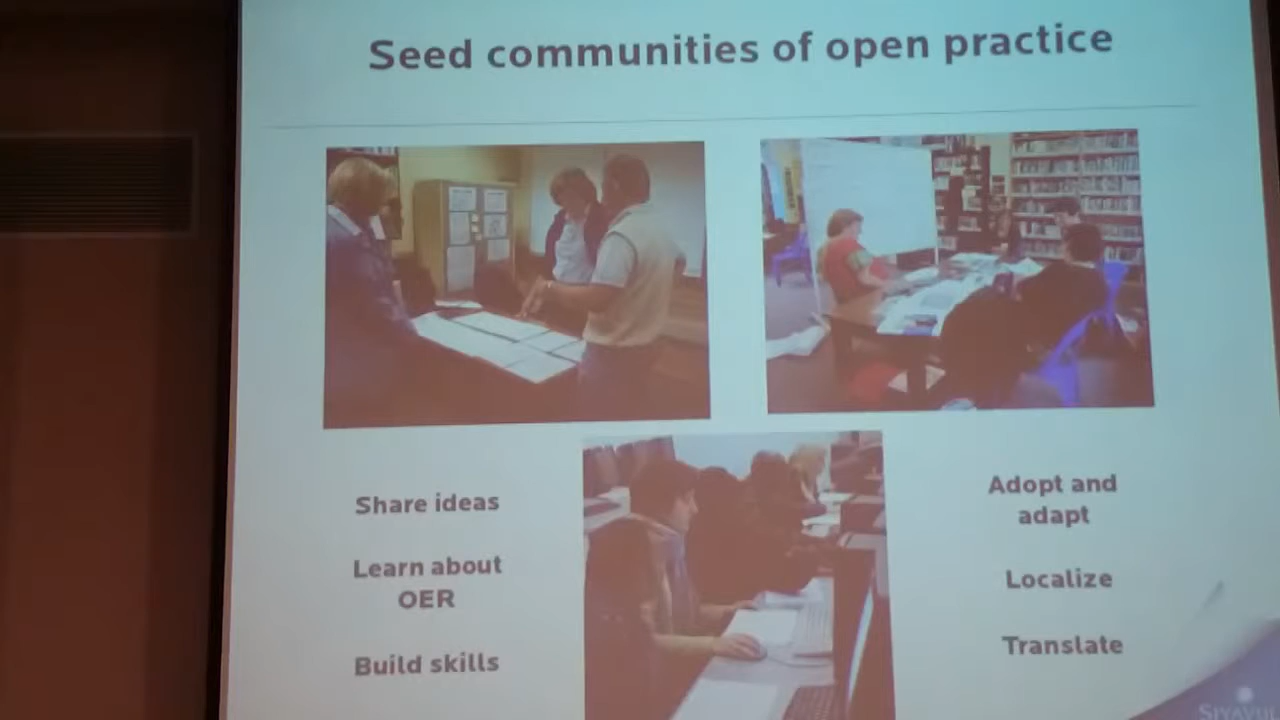 Seed communities of open practice
Share ideas
Learn about
OER
Build skills
Adopt and
adapt
Localize
Translate